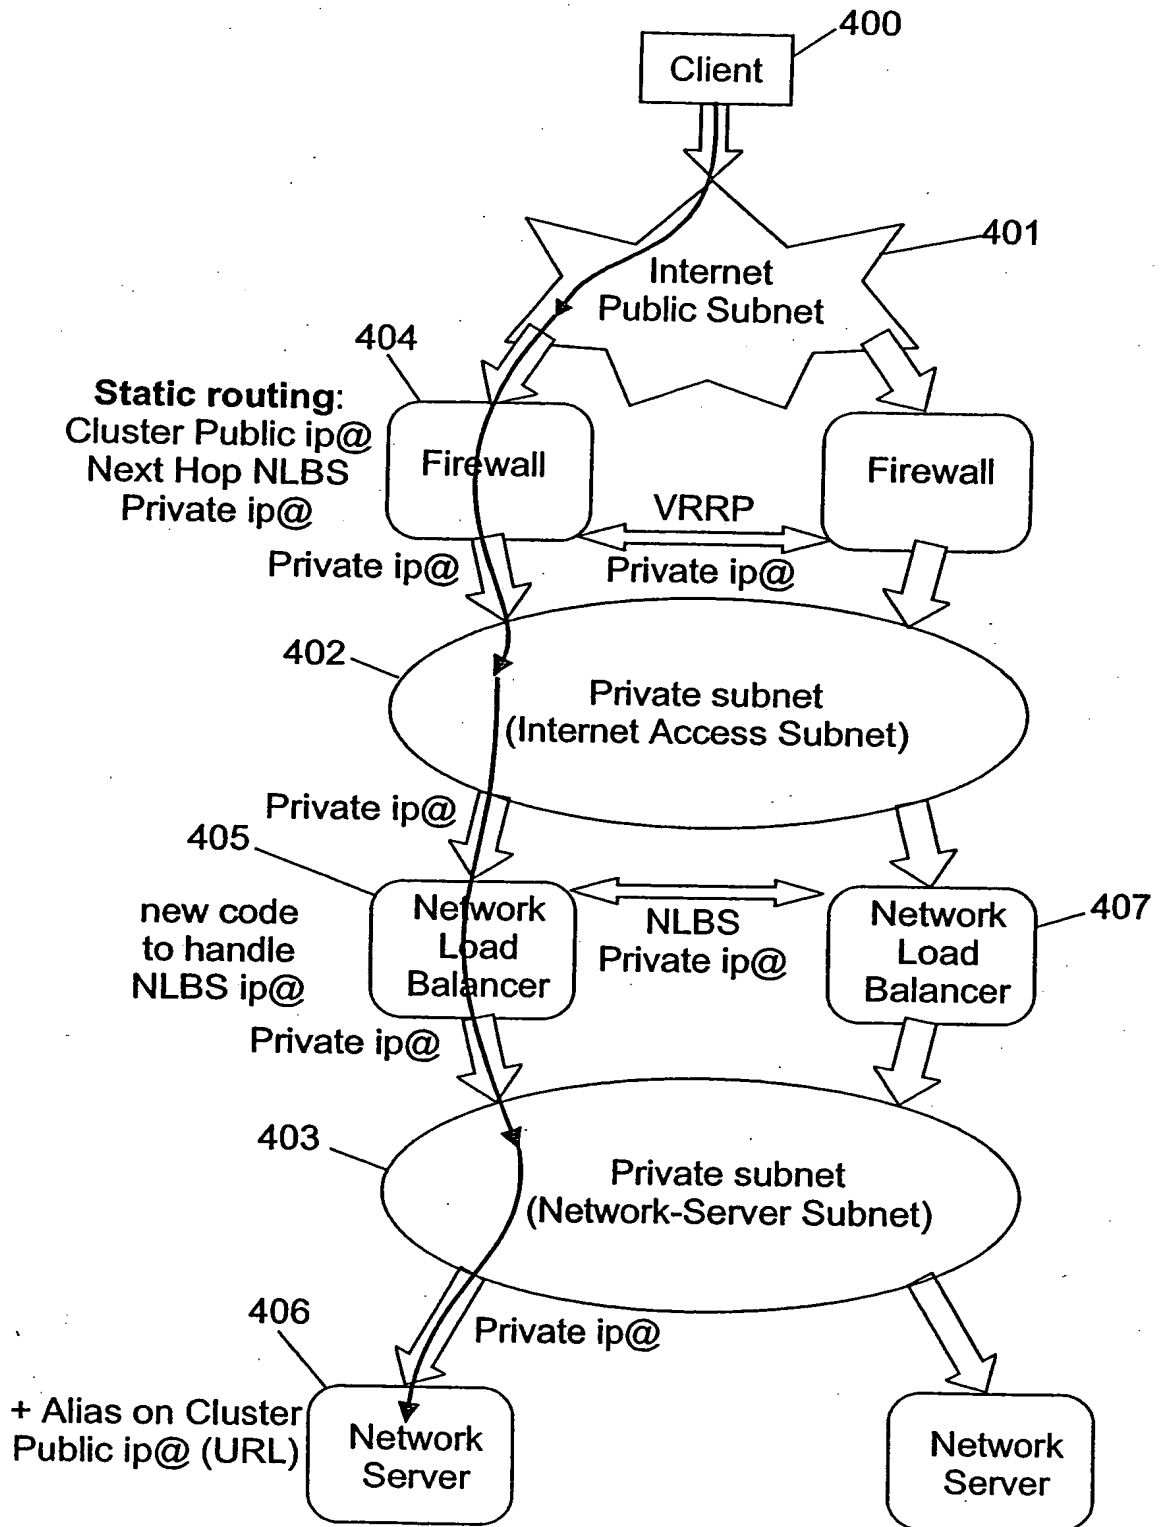 400
Client
401
Internet
Public Subnet
404
Static routing:
Cluster Public ip@
Next Hop NLBS
Private ip@
Firewall
Firewall
VRRP
Private ip@
Private ip@
402
Private subnet
(Internet Access Subnet)
Private ip@
405
new code
to handle
NLBS ip@
Network
Load
Balancer
NLBS
Private ip@
Network
Load
Balancer
407
Private ip@
403
Private subnet
(Network-Server Subnet)
406
Private ip@
+ Alias on Cluster
Public ip@ (URL)
Network
Server
Network
Server